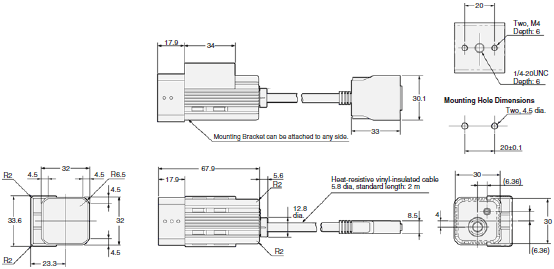 20
Two, M4
Depth: 6
17.9
34
1/4-20UNC
Depth: 6
30.1
Mounting Hole Dimensions
Two, 4.5 dia.
33
Mounting Bracket can be attached to any side.
20±0.1
67.9
17.9
5.6
R2
Heat-resistive vinyl-insulated cable
5.8 dia, standard length: 2 m
12.8
dia.
8.5
R2
32
R2
4.5
4.5
R6.5
4.5
33.6
32
4.5
R2
23.3
30
(6.36)
4
30
(6.36)